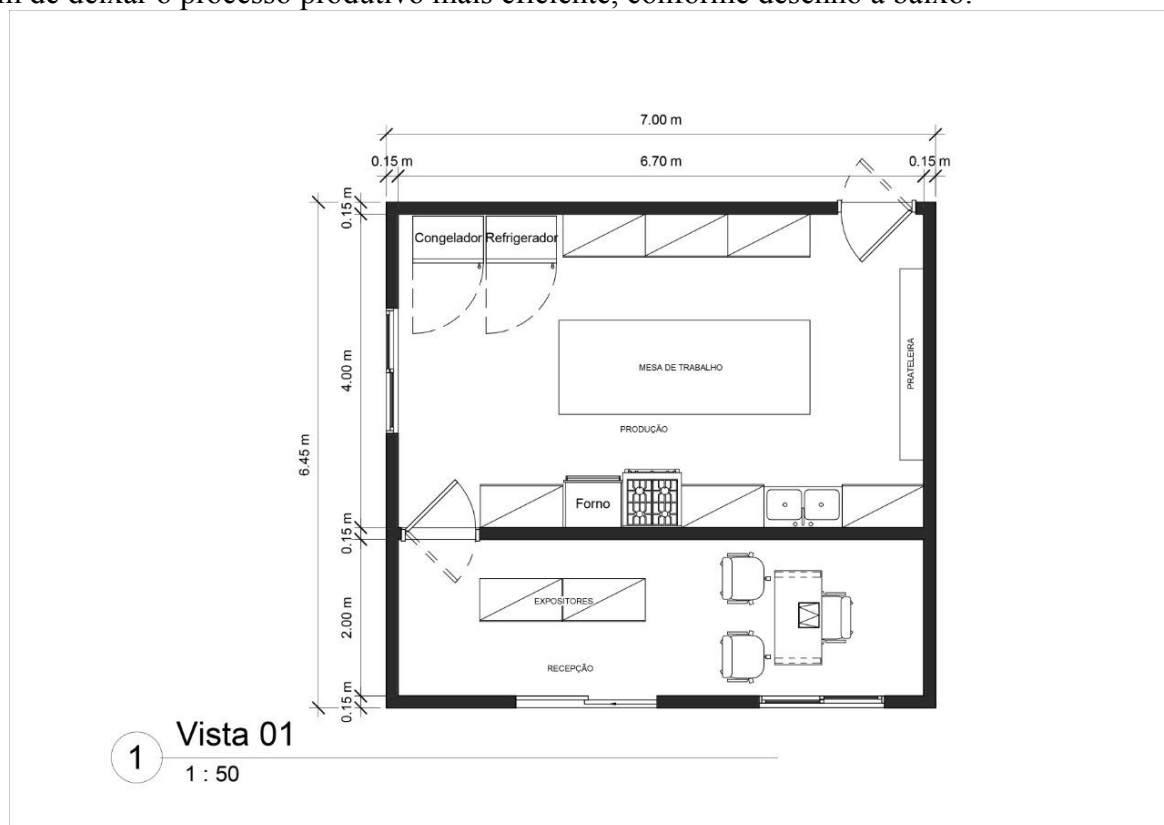 m de deixar o processo produtivo mais eficiente, conforme desenho a baixo:
7.00 m
0.15 m 6.70 m 0.15 m
0.15 m
Congelador Refrigerador
4.00 m
MESA DE TRABALHO
PRATELEIRA
PRODUÇÃO
6.45 m
Forno
0.15 m
2.00 m
EXPOSITORES
RECEPÇÃO
0.15 m
1 Vista 01
1 : 50